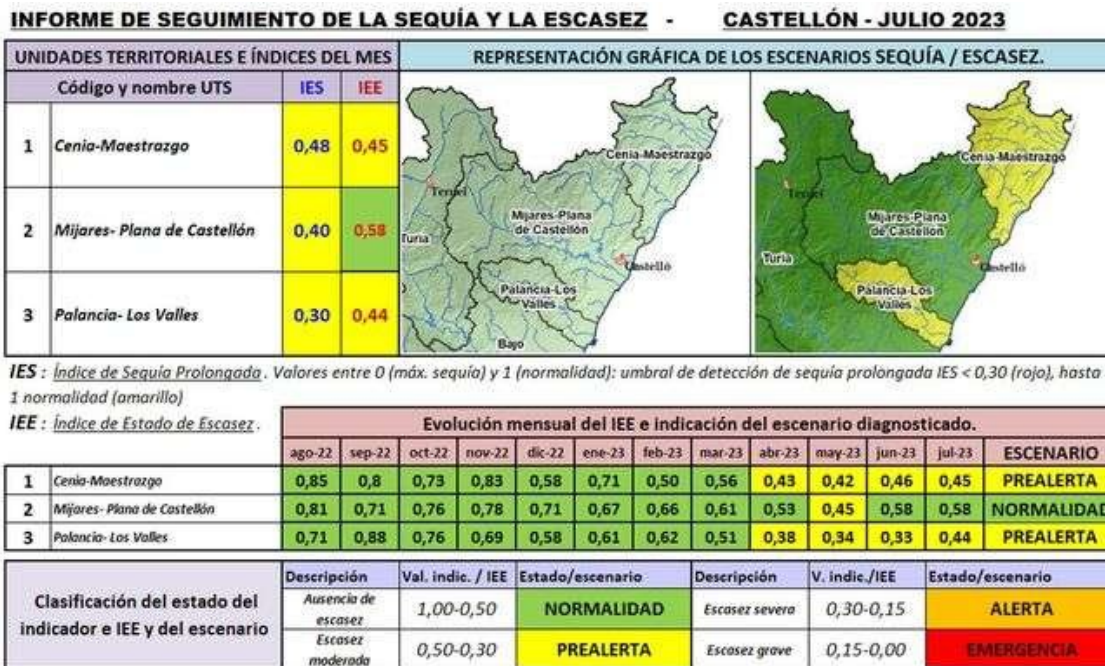 INFORME DE SEGUIMIENTO DE LA SEQUÍA Y LA ESCASEZ - CASTELLÓN - JULIO 2023
UNIDADES TERRITORIALES E ÍNDICES DEL MES
REPRESENTACIÓN GRÁFICA DE LOS ESCENARIOS SEQUÍA / ESCASEZ.
Código y nombre UTS IES IEE
1 Cenia-Maestrazgo 0,48 0,45
2 Mijares- Plana de Castellón 0,40 0,58
3 Palancia- Los Valles 0,30 0,44
Cenia-Maestrazgo
Teruel
Mijares-Plana
de Castellón
Turia
Castelló
Palancia-Los
Valles
Bajo
Cenia-Maestrazgo
Teruel
Mijares-Plana
de Castellón
Turia
Castelló
Palancia-Los
Valles
IES : Índice de Sequía Prolongada . Valores entre 0 (máx. sequía) y 1 (normalidad): umbral de detección de sequía prolongada IES < 0,30 (rojo), hasta
1 normalidad (amarillo)
IEE : Índice de Estado de Escasez .
Evolución mensual del IEE e indicación del escenario diagnosticado.
ago-22 sep-22 oct-22 nov-22 dic-22 ene-23 feb-23 mar-23 abr-23 may-23 jun-23 jul-23 ESCENARIO
1 Cenia-Maestrazgo 0,85 0,8 0,73 0,83 0,58 0,71 0,50 0,56 0,43 0,42 0,46 0,45 PREALERTA
2 Mijares- Plana de Castellón 0,81 0,71 0,76 0,78 0,71 0,67 0,66 0,61 0,53 0,45 0,58 0,58 NORMALIDAD
3 Palancia- Los Valles 0,71 0,88 0,76 0,69 0,58 0,61 0,62 0,51 0,38 0,34 0,33 0,44 PREALERTA
Clasificación del estado del
indicador e IEE y del escenario
Descripción Val. indic. / IEE Estado/escenario Descripción V. indic./IEE Estado/escenario
Ausencia de
escasez 1,00-0,50 NORMALIDAD Escasez severa 0,30-0,15 ALERTA
Escasez
moderada 0,50-0,30 PREALERTA Escasez grave 0,15-0,00 EMERGENCIA